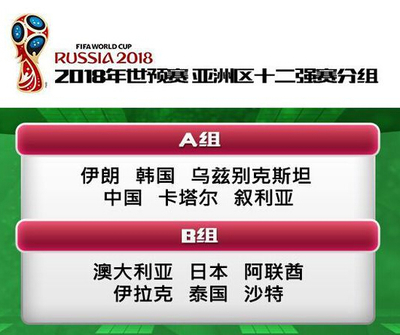 FIFA WORLD CUP
RUSSIA 2018
2018年世预赛 亚洲区十二强赛分组
A组
伊朗 韩国 乌兹别克斯坦
中国 卡塔尔 叙利亚
B组
澳大利亚 日本 阿联酋
伊拉克 泰国 沙特